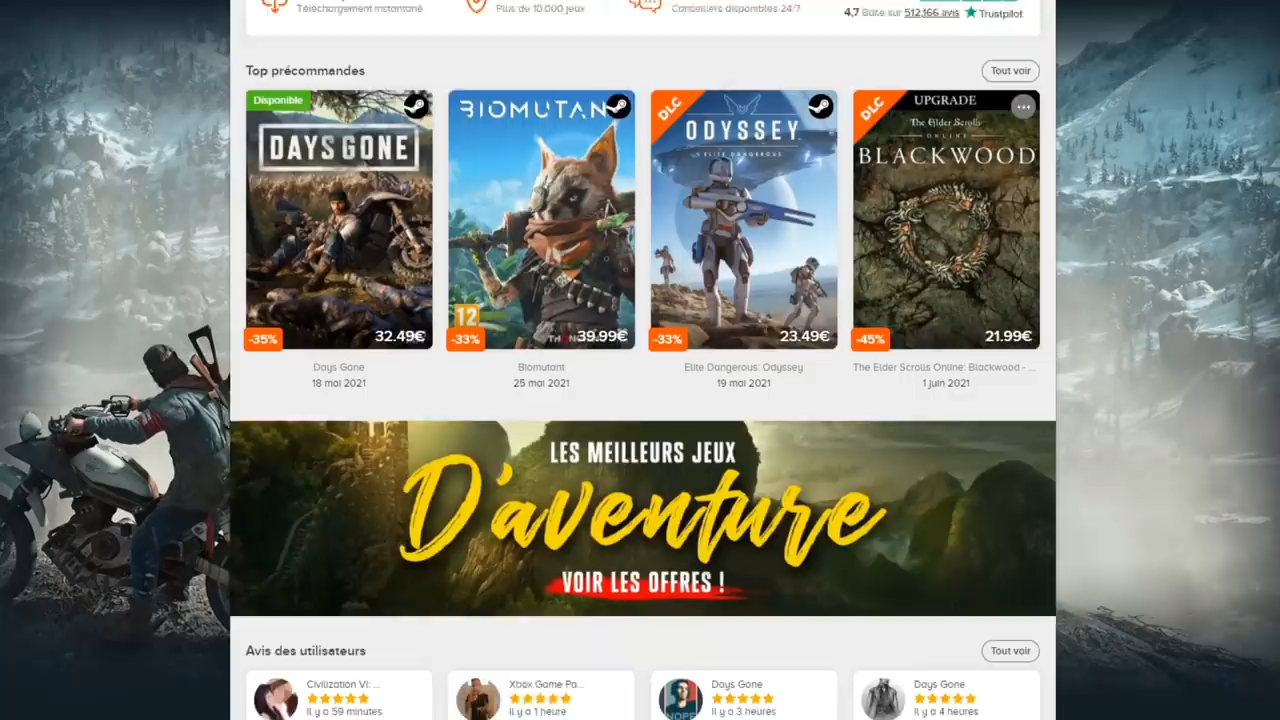 Téléchargement instantané
Plus de 10.000 jeux
Conseillers disponibles 24/7
4,7 Basé sur 512,166 avis Trustpilot
Top précommandes
Tout voir
Disponible
DAYS GONE
-35%
32.49€
Days Gone
18 mai 2021
BIOMUTANT
12
-33%
39.99€
Biomutant
25 mai 2021
DLC
ODYSSEY
ELITE DANGEROUS
-33%
23.49€
Elite Dangerous: Odyssey
19 mai 2021
DLC
UPGRADE
The Elder Scrolls
ONLINE
BLACKWOOD
-45%
21.99€
The Elder Scrolls Online: Blackwood - ...
1 juin 2021
LES MEILLEURS JEUX
D'aventure
VOIR LES OFFRES !
Avis des utilisateurs
Tout voir
Civilization VI: ...
Il y a 59 minutes
Xbox Game Pa...
Il y a 1 heure
NOPE
Days Gone
Il y a 3 heures
Days Gone
Il y a 4 heures